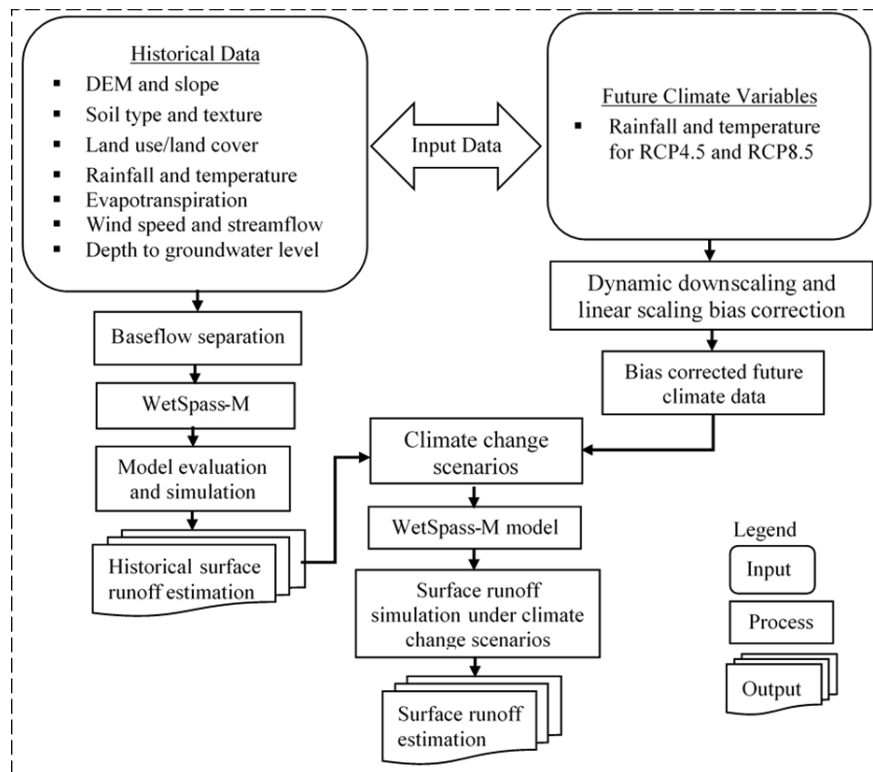 Historical Data
▪ DEM and slope
▪ Soil type and texture
▪ Land use/land cover
▪ Rainfall and temperature
▪ Evapotranspiration
▪ Wind speed and streamflow
▪ Depth to groundwater level
Input Data
Future Climate Variables
▪ Rainfall and temperature
for RCP4.5 and RCP8.5
Dynamic downscaling and
linear scaling bias correction
Bias corrected future
climate data
Baseflow separation
WetSpass-M
Model evaluation
and simulation
Historical surface
runoff estimation
Climate change
scenarios
WetSpass-M model
Surface runoff
simulation under climate
change scenarios
Surface runoff
estimation
Legend
Input
Process
Output